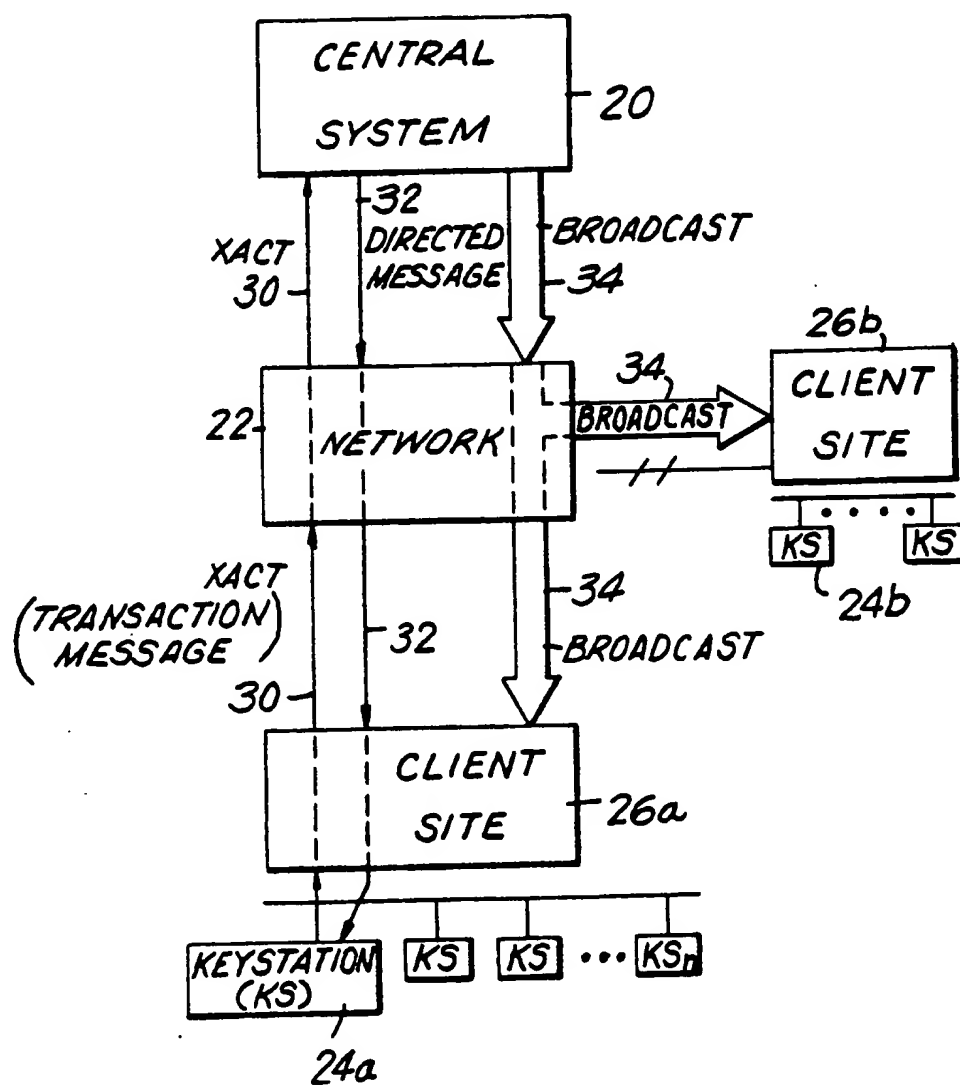 CENTRAL
SYSTEM
20
32
DIRECTED
MESSAGE
BROADCAST
34
XACT
30
26b
CLIENT
SITE
34
BROADCAST
22
NETWORK
KS
KS
24b
XACT
(TRANSACTION
MESSAGE)
30
32
34
BROADCAST
CLIENT
SITE
26a
KEYSTATION
(KS)
KS
KS
KSn
24a